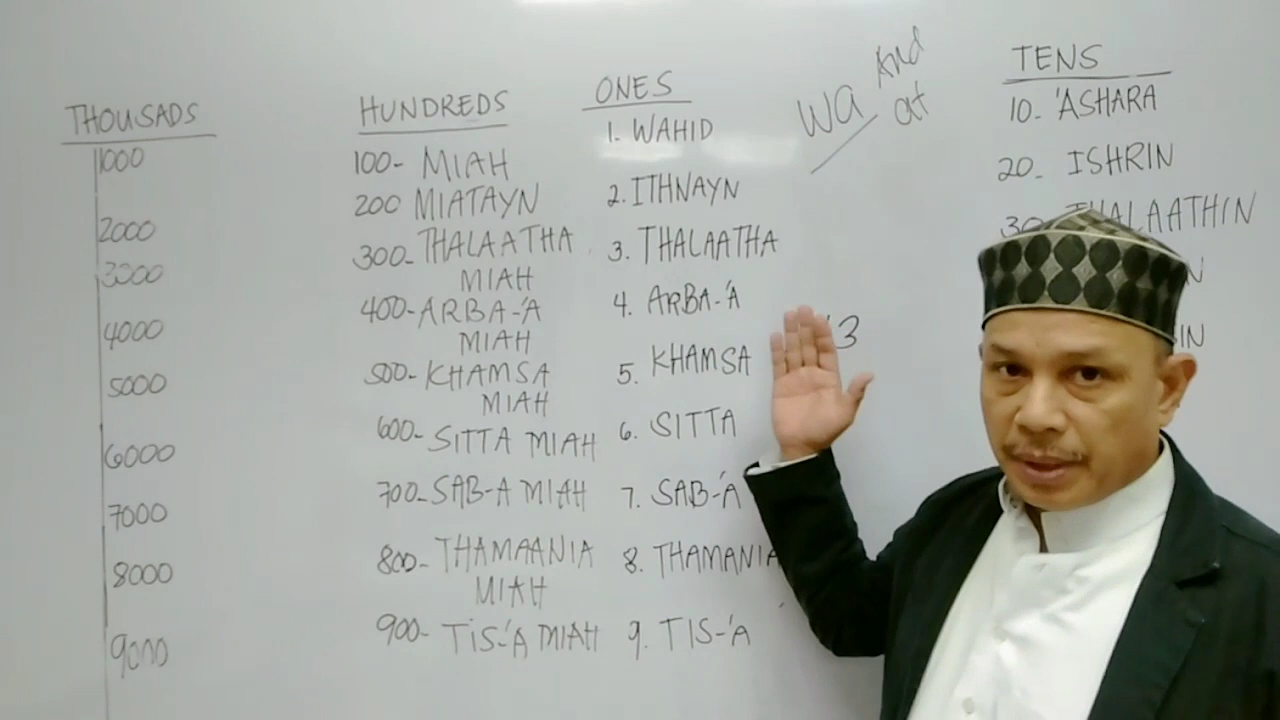 THOUSADS
1000
2000
3000
4000
5000
6000
7000
8000
9000
HUNDREDS
100- MIAH
200 MIATAYN
300- THALAATHA
MIAH
400- ARBA-'A
MIAH
500- KHAMSA
MIAH
600- SITTA MIAH
700- SAB-A MIAH
800- THAMAANIA
MIAH
900- TIS-'A MIAH
ONES
1. WAHID
2. ITHNAYN
3. THALAATHA
4. ARBA-'A
5. KHAMSA
6. SITTA
7. SAB-'A
8. THAMANIA
9. TIS-'A
WA And
at
3
TENS
10. 'ASHARA
20- ISHRIN
30- THALAATHIN
N
IN